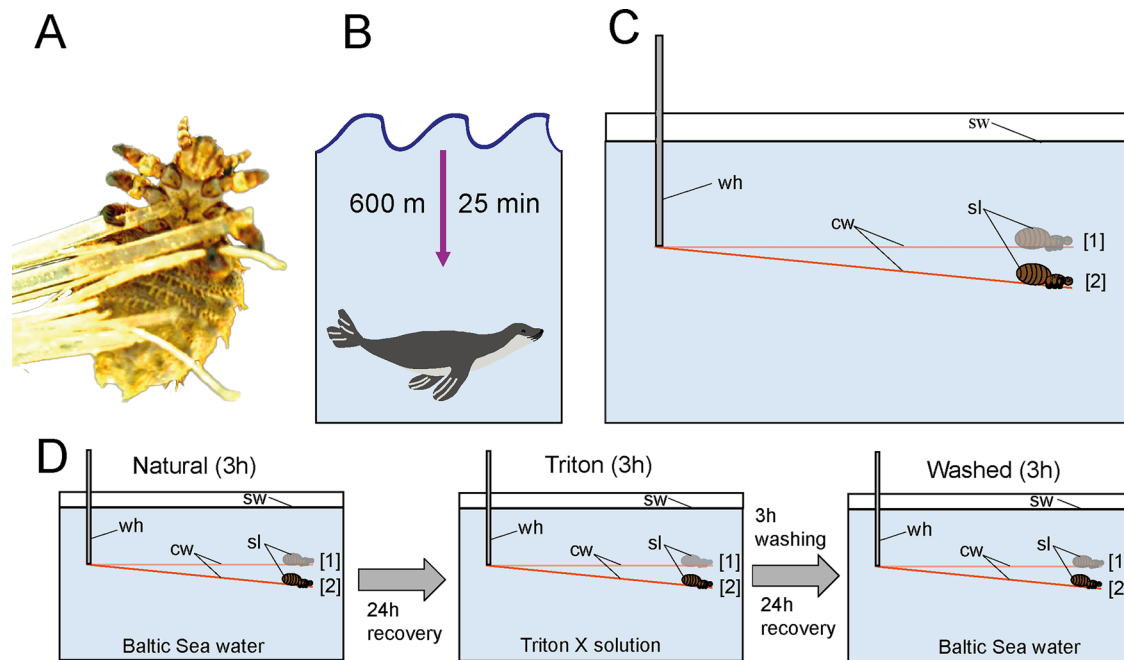 A
B
600 m
25 min
C
sw
wh
cw
sl
[1]
[2]
D
Natural (3h)
sw
wh
cw
sl
[1]
[2]
Baltic Sea water
24h
recovery
Triton (3h)
sw
wh
cw
sl
[1]
[2]
Triton X solution
3h
washing
24h
recovery
Washed (3h)
sw
wh
cw
sl
[1
[2
Baltic Sea water